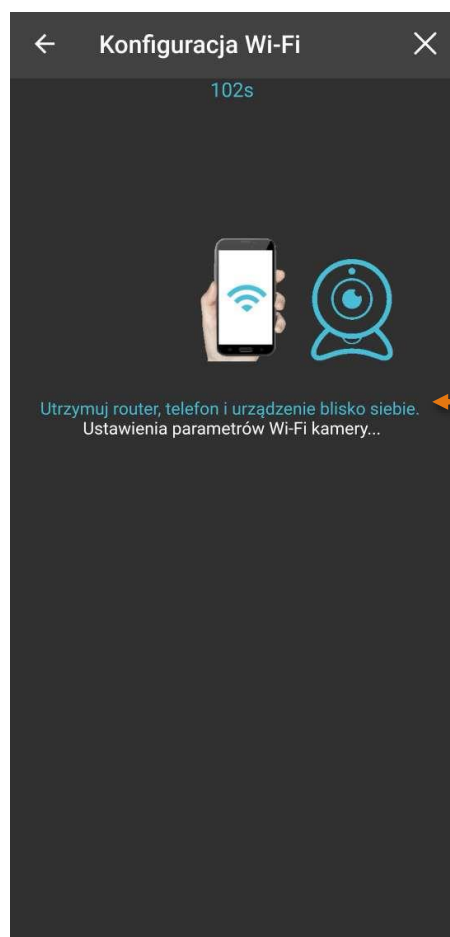 Konfiguracja Wi-Fi
102s
Utrzymuj router, telefon i urządzenie blisko siebie.
Ustawienia parametrów Wi-Fi kamery...